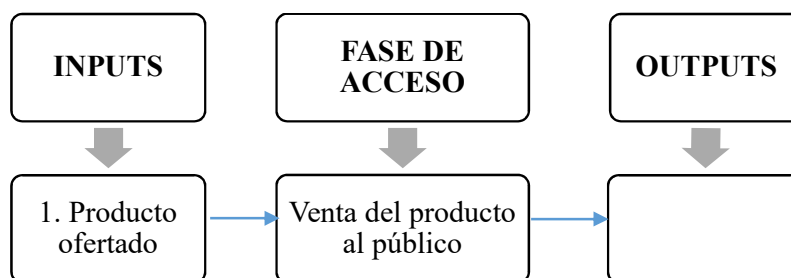 INPUTS
FASE DE
ACCESO
OUTPUTS
1. Producto
ofertado
Venta del producto
al público